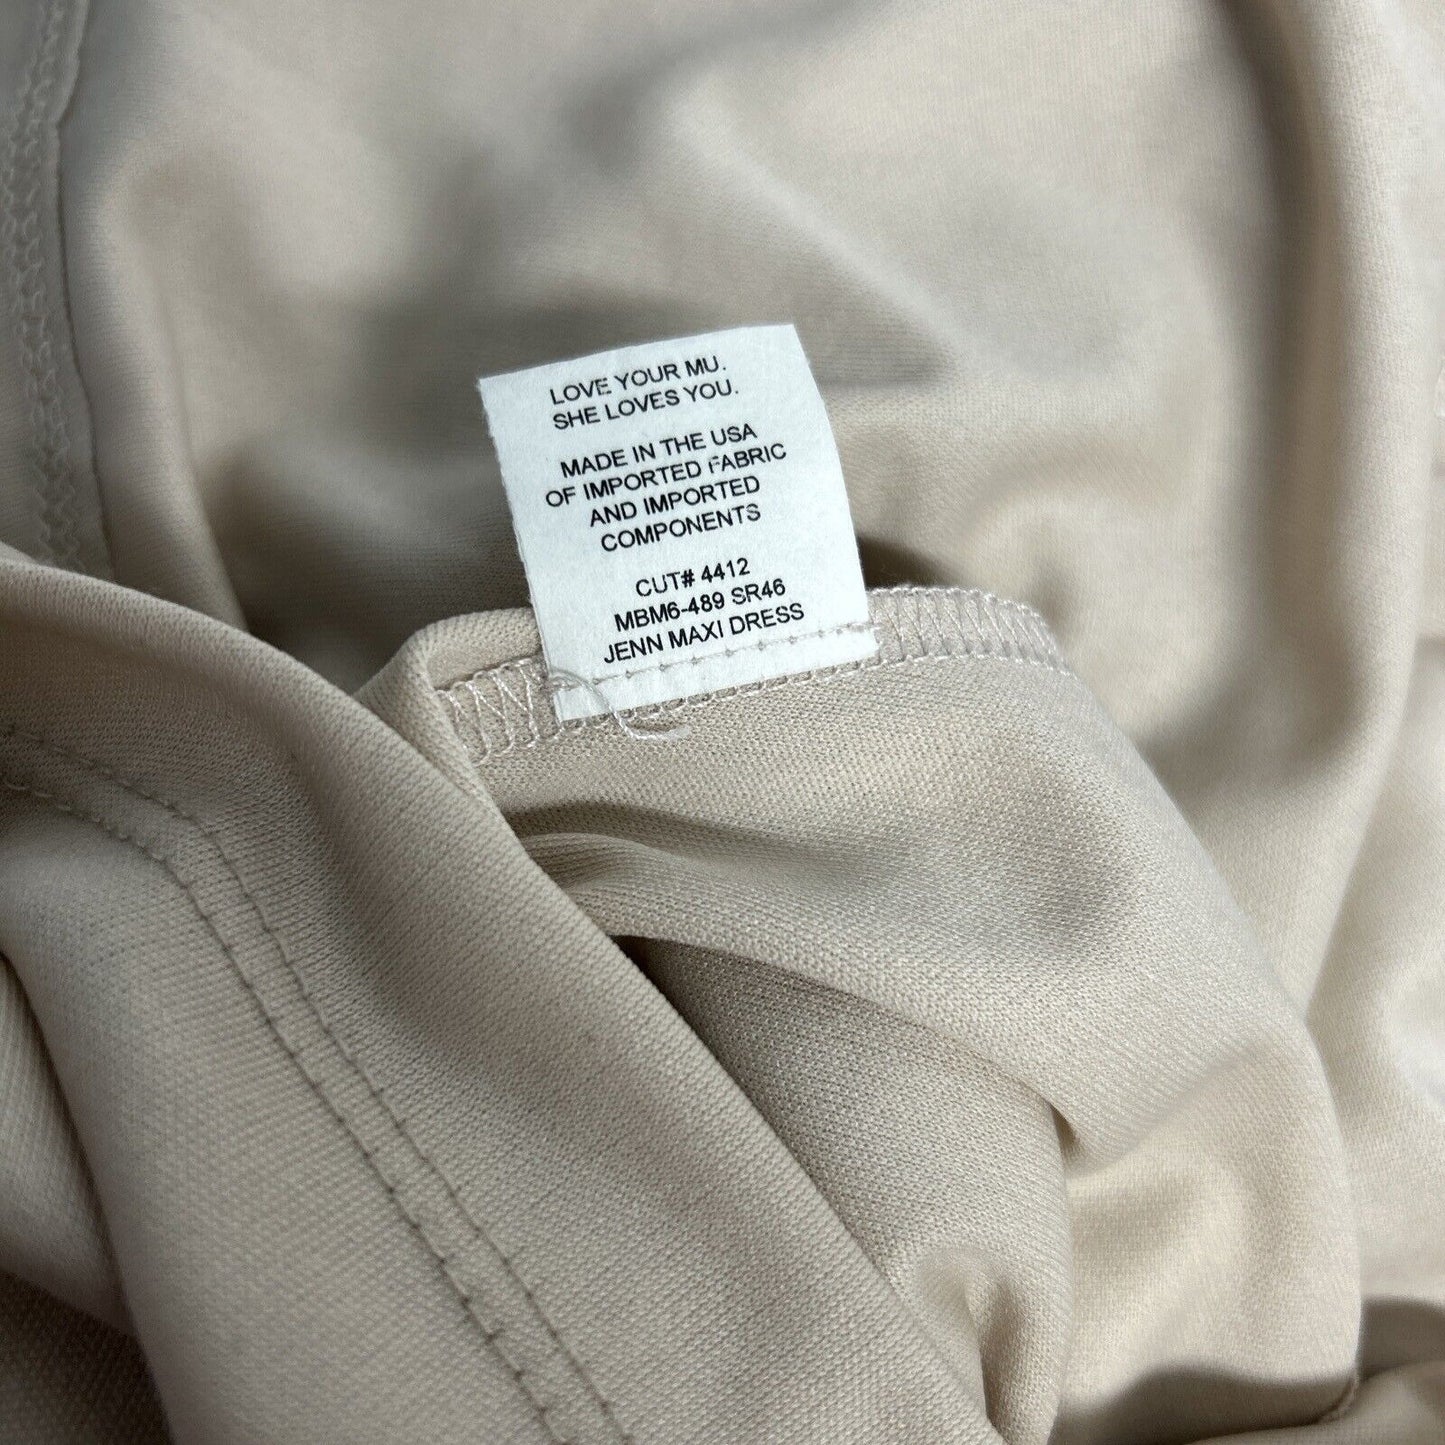 LOVE YOUR MU.
SHE LOVES YOU.
MADE IN THE USA
OF IMPORTED FABRIC
AND IMPORTED
COMPONENTS
CUT# 4412
MBM6-489 SR46
JENN MAXI DRESS